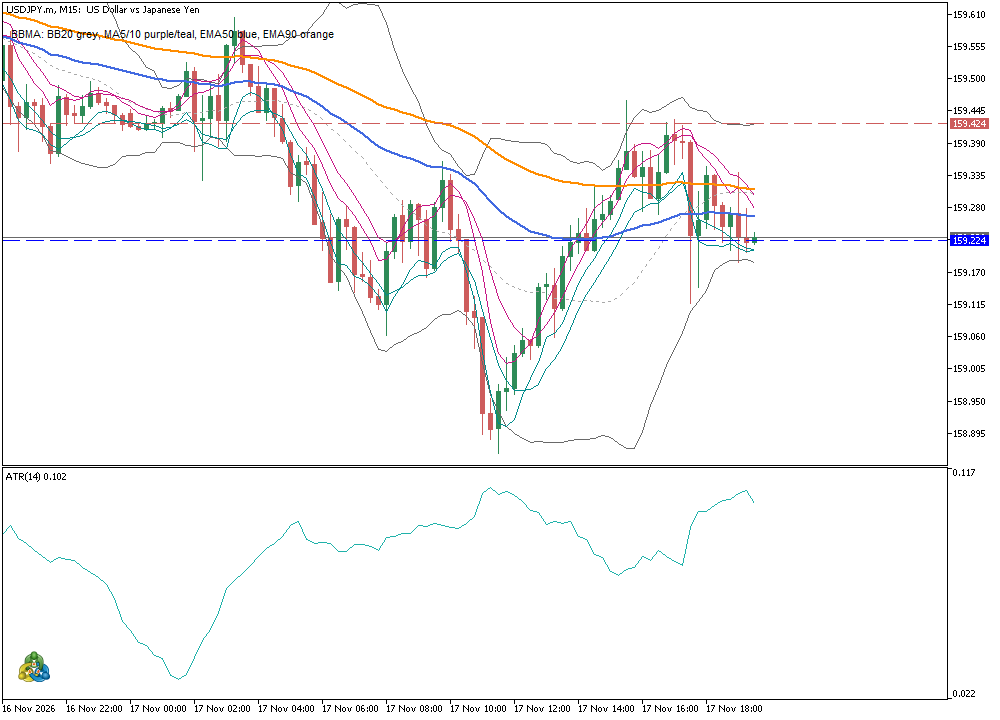 USDJPY.m, M15: US Dollar vs Japanese Yen
BBMA: BB20 grey, MA5/10 purple/teal, EMA50 blue, EMA90 orange
159.610
159.555
159.500
159.445
159.424
159.390
159.335
159.280
159.224
159.170
159.115
159.060
159.005
158.950
158.895
ATR(14) 0.102
0.117
0.022
16 Nov 2026
16 Nov 22:00
17 Nov 00:00
17 Nov 02:00
17 Nov 04:00
17 Nov 06:00
17 Nov 08:00
17 Nov 10:00
17 Nov 12:00
17 Nov 14:00
17 Nov 16:00
17 Nov 18:00